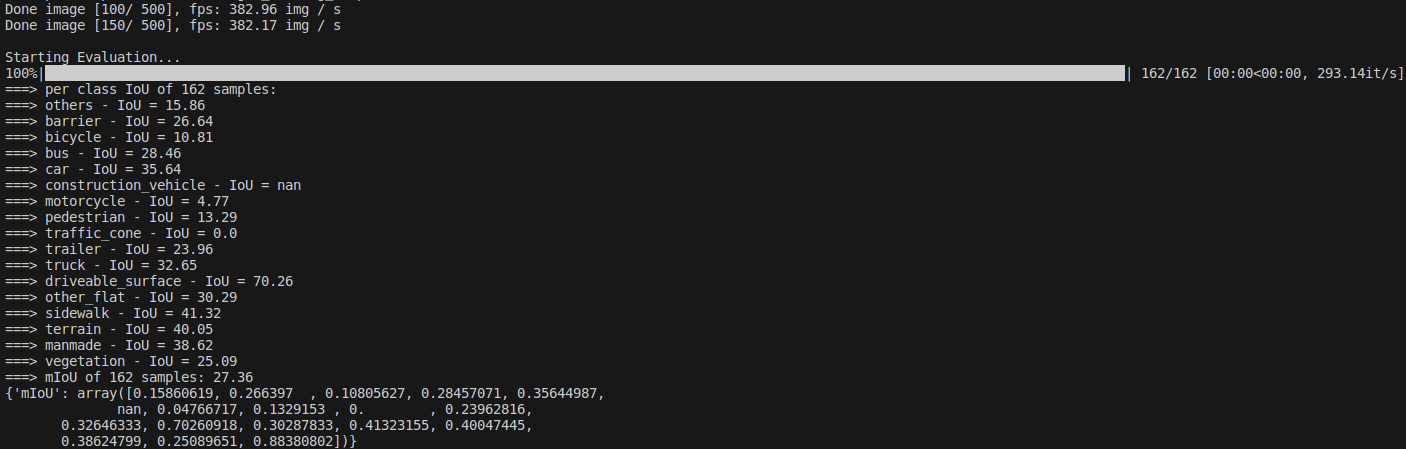 Done image [100/ 500], fps: 382.96 img / s
Done image [150/ 500], fps: 382.17 img / s
Starting Evaluation...
100%| | 162/162 [00:00<00:00, 293.14it/s]
===> per class IoU of 162 samples:
===> others - IoU = 15.86
===> barrier - IoU = 26.64
===> bicycle - IoU = 10.81
===> bus - IoU = 28.46
===> car - IoU = 35.64
===> construction_vehicle - IoU = nan
===> motorcycle - IoU = 4.77
===> pedestrian - IoU = 13.29
===> traffic_cone - IoU = 0.0
===> trailer - IoU = 23.96
===> truck - IoU = 32.65
===> driveable_surface - IoU = 70.26
===> other_flat - IoU = 30.29
===> sidewalk - IoU = 41.32
===> terrain - IoU = 40.05
===> manmade - IoU = 38.62
===> vegetation - IoU = 25.09
===> mIoU of 162 samples: 27.36
{'mIoU': array([0.15860619, 0.266397  , 0.10805627, 0.28457071, 0.35644987,
              nan, 0.04766717, 0.1329153 , 0.        , 0.23962816,
       0.32646333, 0.70260918, 0.30287833, 0.41323155, 0.40047445,
       0.38624799, 0.25089651, 0.88380802])}